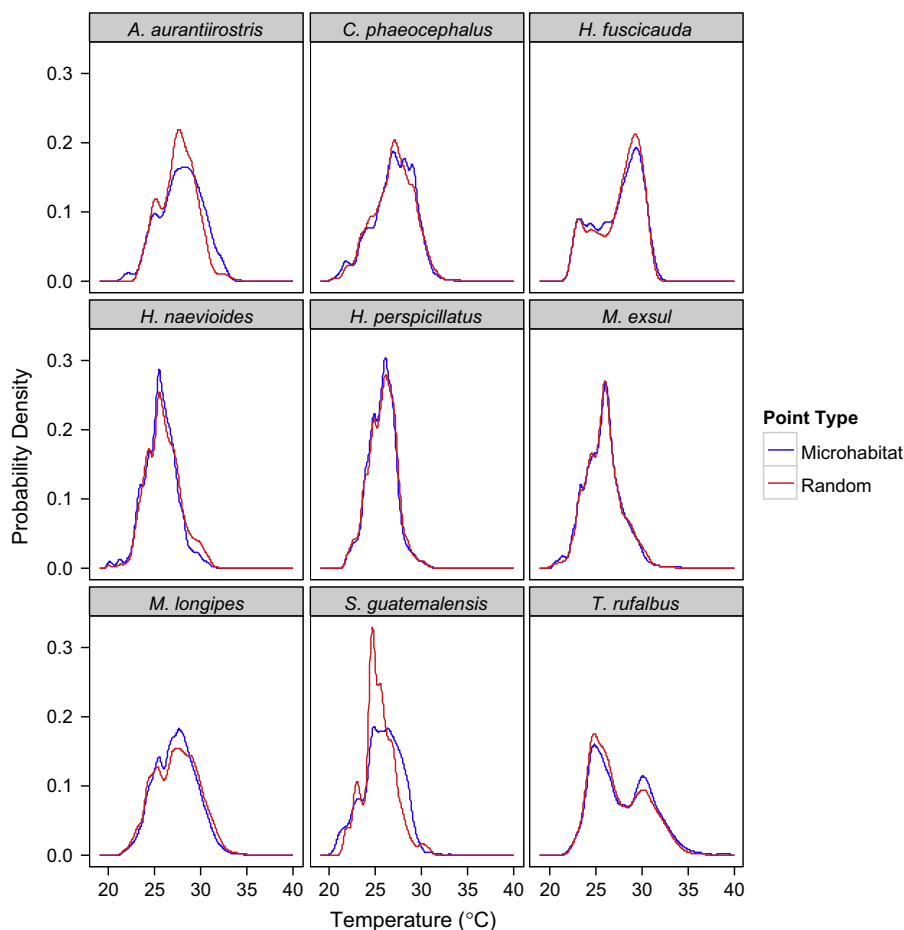 A. aurantiirostris
C. phaeocephalus
H. fuscicauda
0.3
0.2
0.1
0.0
H. naevioides
H. perspicillatus
M. exsul
0.3
0.2
0.1
0.0
M. longipes
S. guatemalensis
T. rufalbus
0.3
0.2
0.1
0.0
20 25 30 35 40
20 25 30 35 40
20 25 30 35 40
Temperature (°C)
Probability Density
Point Type
Microhabitat
Random